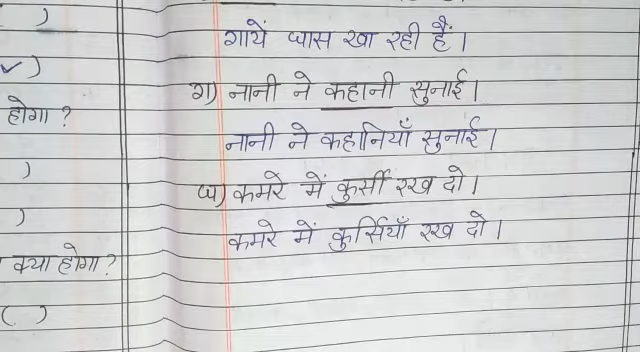 )
✓)
होगा?
)
)
क्या होगा?
( )
गायें घास खा रही हैं।
ग) नानी ने कहानी सुनाई।
नानी ने कहानियाँ सुनाई।
घ) कमरे में कुर्सी रख दो।
कमरे में कुर्सियाँ रख दो।